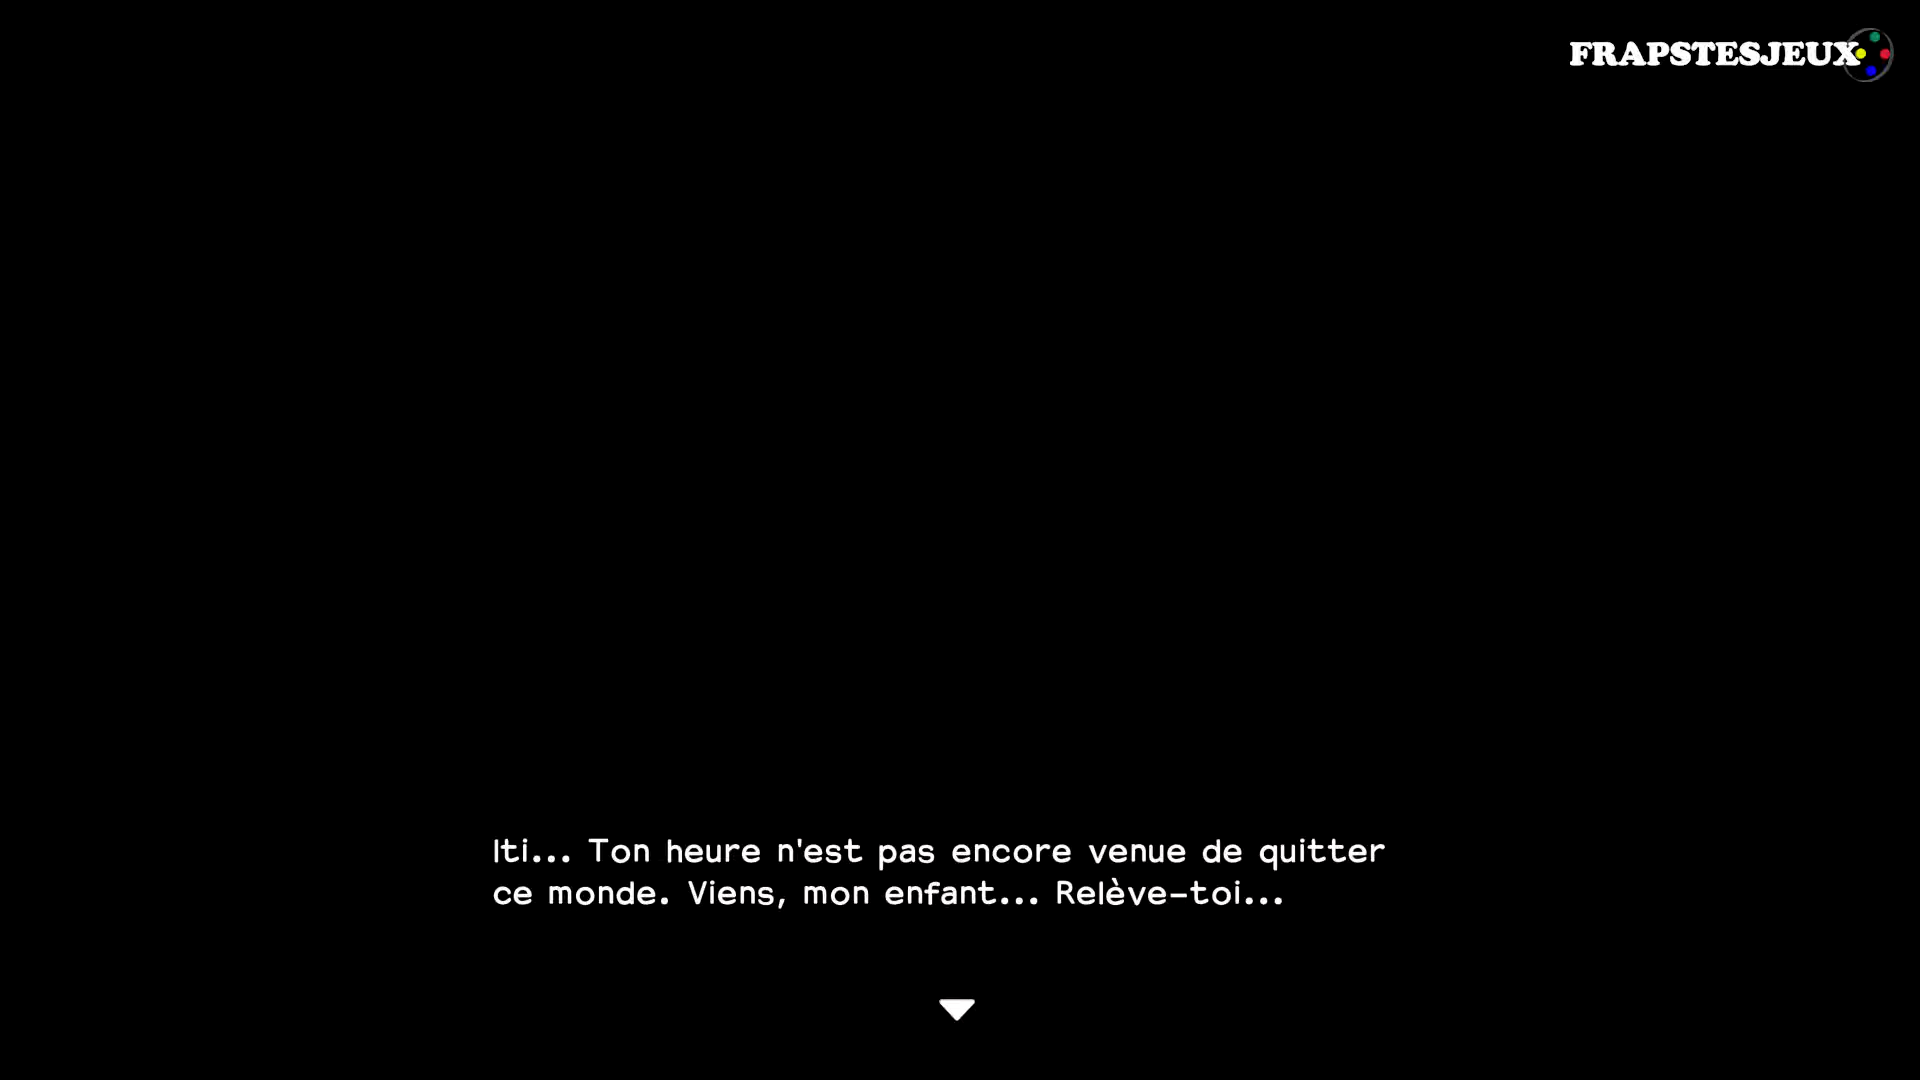 FRAPSTESJEUX
Iti... Ton heure n'est pas encore venue de quitter
ce monde. Viens, mon enfant... Relève-toi...